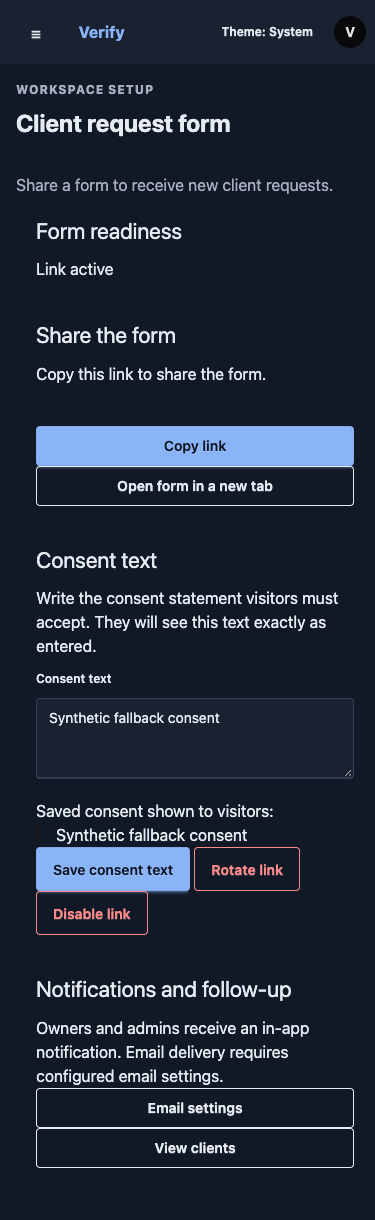 Verify
Theme: System
V
WORKSPACE SETUP
Client request form
Share a form to receive new client requests.
Form readiness
Link active
Share the form
Copy this link to share the form.
Copy link
Open form in a new tab
Consent text
Write the consent statement visitors must
accept. They will see this text exactly as
entered.
Consent text
Synthetic fallback consent
Saved consent shown to visitors:
Synthetic fallback consent
Save consent text
Rotate link
Disable link
Notifications and follow-up
Owners and admins receive an in-app
notification. Email delivery requires
configured email settings.
Email settings
View clients